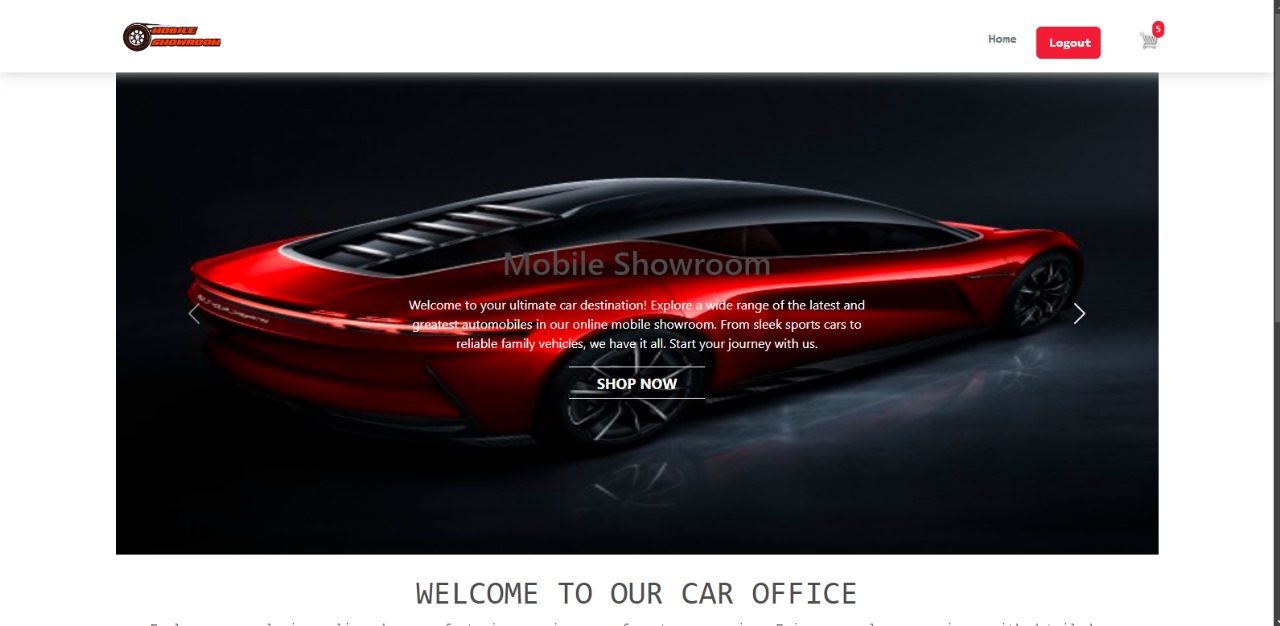 MOBILE
SHOWROOM
Home
Logout
5
Mobile Showroom
Welcome to your ultimate car destination! Explore a wide range of the latest and
greatest automobiles in our online mobile showroom. From sleek sports cars to
reliable family vehicles, we have it all. Start your journey with us.
SHOP NOW
WELCOME TO OUR CAR OFFICE